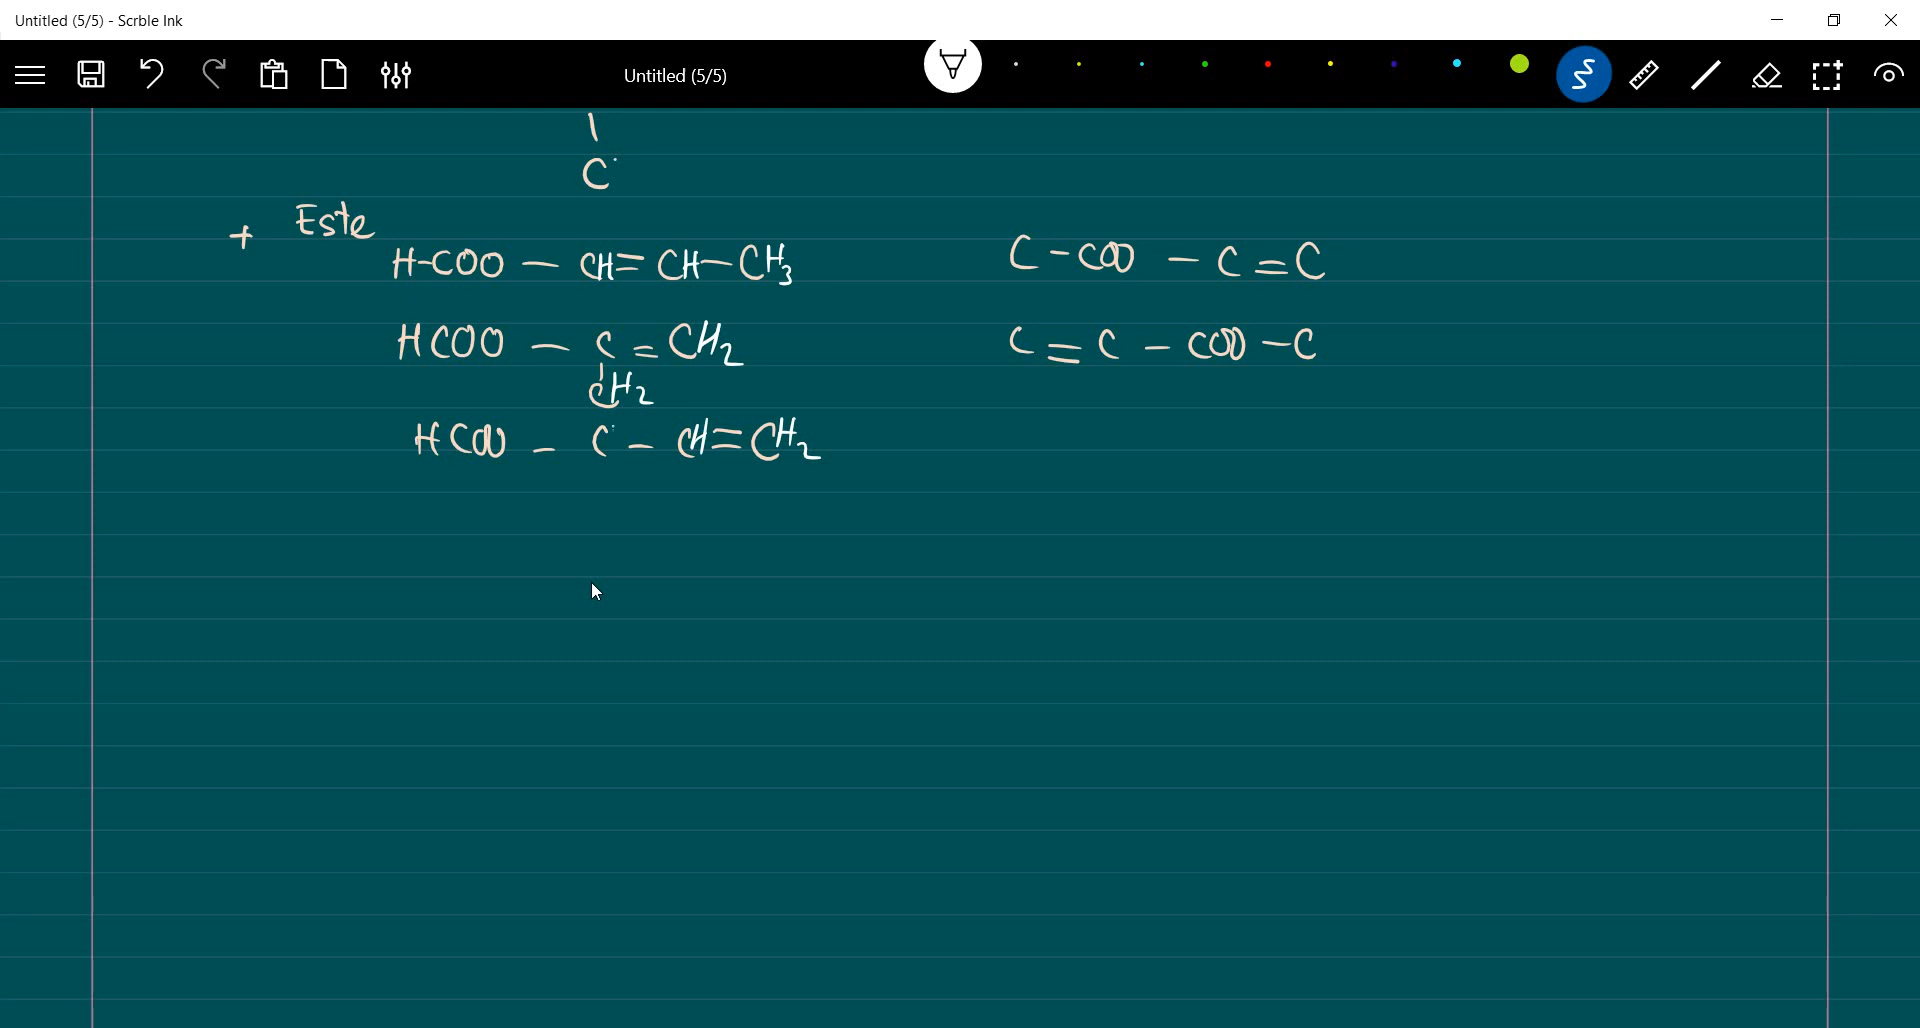 Untitled (5/5) - Scrble Ink
Untitled (5/5)
C
+ Este
H-COO — CH=CH-CH3
C-COO — C=C
HCOO — C=CH2
C=C-COO-C
CH2
HCOO - C - CH=CH2